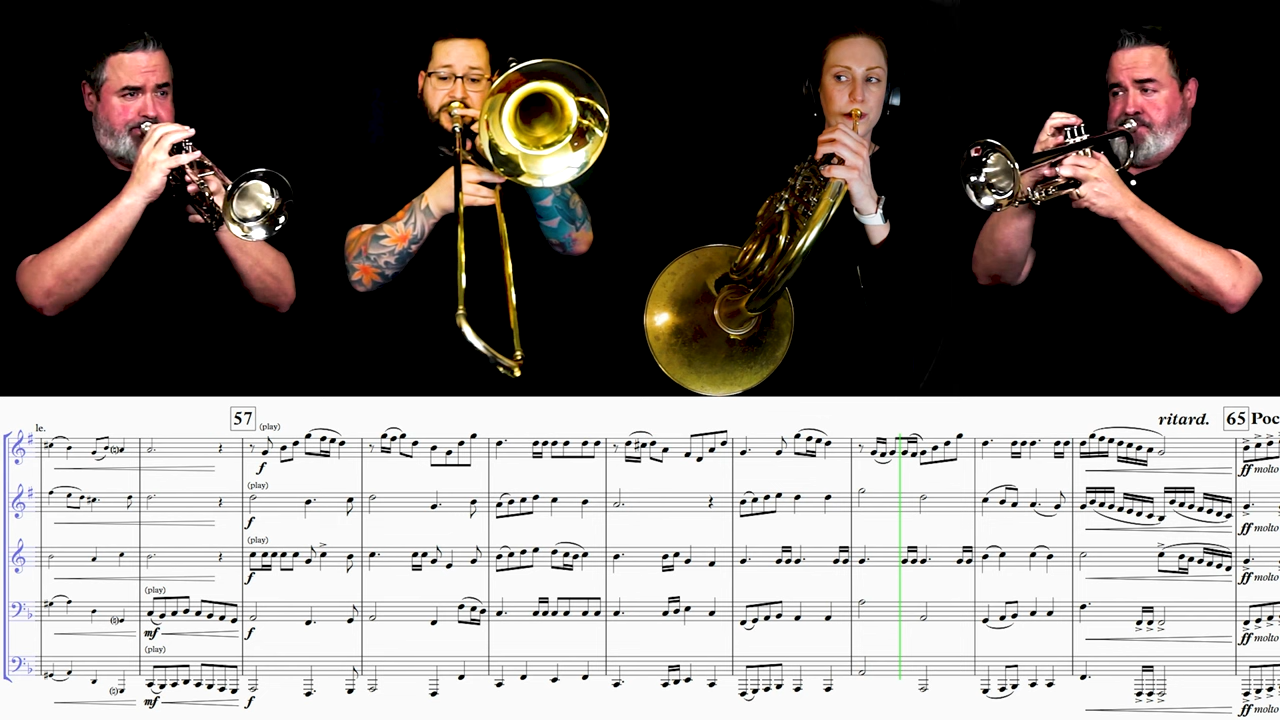 ritard. 65 Poc
le.
57 (play)
f
ff molto
(play)
f
ff molto
(play)
f
ff molto
(play)
mf f
ff molto
(play)
mf f
ff molto